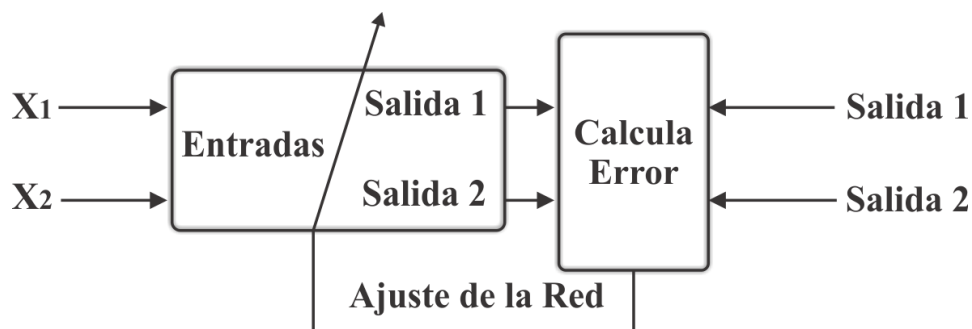 X1
X2
Entradas
Salida 1
Salida 2
Calcula
Error
Salida 1
Salida 2
Ajuste de la Red